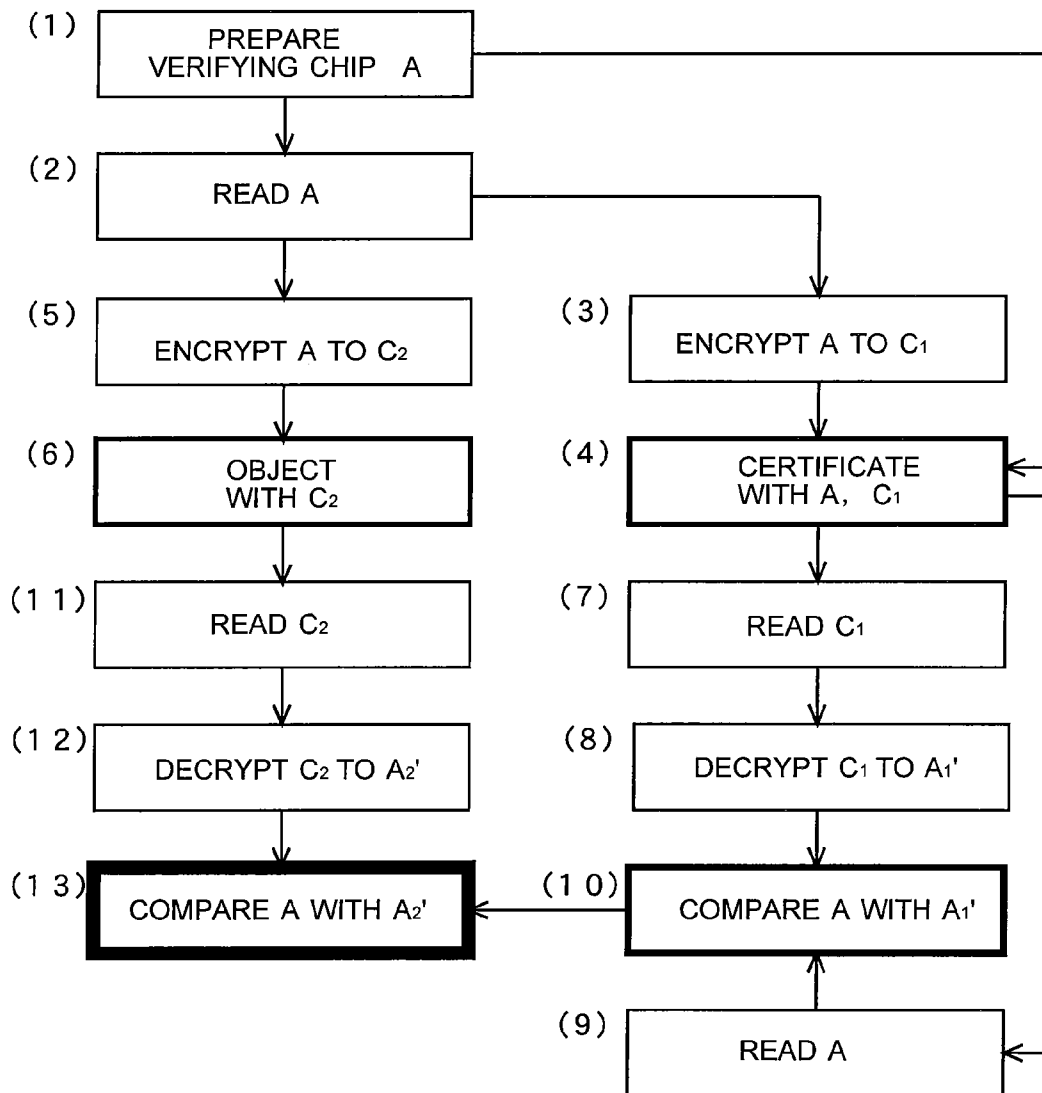 (1)
PREPARE
VERIFYING CHIP A
(2)
READ A
(5)
ENCRYPT A TO C₂
(3)
ENCRYPT A TO C₁
(6)
OBJECT
WITH C₂
(4)
CERTIFICATE
WITH A, C₁
(11)
READ C₂
(7)
READ C₁
(12)
DECRYPT C₂ TO A₂'
(8)
DECRYPT C₁ TO A₁'
(13)
COMPARE A WITH A₂'
(10)
COMPARE A WITH A₁'
(9)
READ A